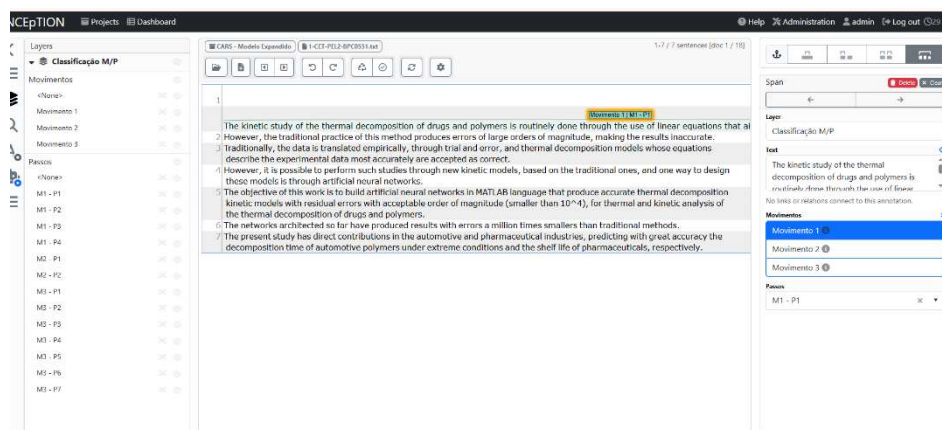 NCEpTION Projects Dashboard Help Administration admin Log out
Layers
Classificação M/P
Movimentos
<None>
Movimento 1
Movimento 2
Movimento 3
Passos
<None>
M1 - P1
M1 - P2
M1 - P3
M1 - P4
M2 - P1
M2 - P2
M3 - P1
M3 - P2
M3 - P3
M3 - P4
M3 - P5
M3 - P6
M3 - P7
CARS - Modelo Expandido 1-CET-PEL2-BPC0551.txt 1-7 / 7 sentences [doc 1 / 18]
1
Movimento 1 | M1 - P1
The kinetic study of the thermal decomposition of drugs and polymers is routinely done through the use of linear equations that ai
2 However, the traditional practice of this method produces errors of large orders of magnitude, making the results inaccurate.
3 Traditionally, the data is translated empirically, through trial and error, and thermal decomposition models whose equations
describe the experimental data most accurately are accepted as correct.
4 However, it is possible to perform such studies through new kinetic models, based on the traditional ones, and one way to design
these models is through artificial neural networks.
5 The objective of this work is to build artificial neural networks in MATLAB language that produce accurate thermal decomposition
kinetic models with residual errors with acceptable order of magnitude (smaller than 10^4), for thermal and kinetic analysis of
the thermal decomposition of drugs and polymers.
6 The networks architected so far have produced results with errors a million times smallers than traditional methods.
7 The present study has direct contributions in the automotive and pharmaceutical industries, predicting with great accuracy the
decomposition time of automotive polymers under extreme conditions and the shelf life of pharmaceuticals, respectively.
Span Delete
Layer
Classificação M/P
Text
The kinetic study of the thermal
decomposition of drugs and polymers is
routinely done through the use of linear
No links or relations connect to this annotation.
Movimentos
Movimento 1
Movimento 2
Movimento 3
Passos
M1 - P1